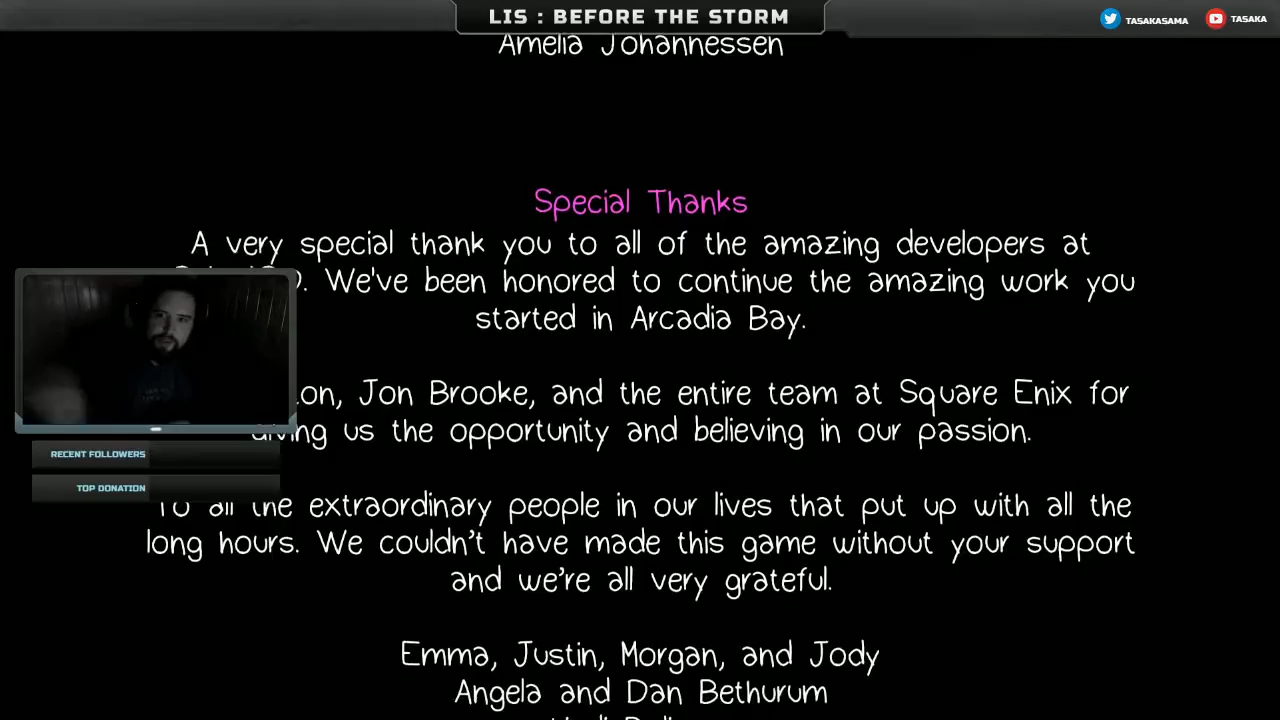 LIS : BEFORE THE STORM
TASAKASAMA
TASAKA
Amelia Johannessen
Special Thanks
A very special thank you to all of the amazing developers at
We've been honored to continue the amazing work you
started in Arcadia Bay.
Jon Brooke, and the entire team at Square Enix for
giving us the opportunity and believing in our passion.
RECENT FOLLOWERS
TOP DONATION
To all the extraordinary people in our lives that put up with all the
long hours. We couldn't have made this game without your support
and we're all very grateful.
Emma, Justin, Morgan, and Jody
Angela and Dan Bethurum